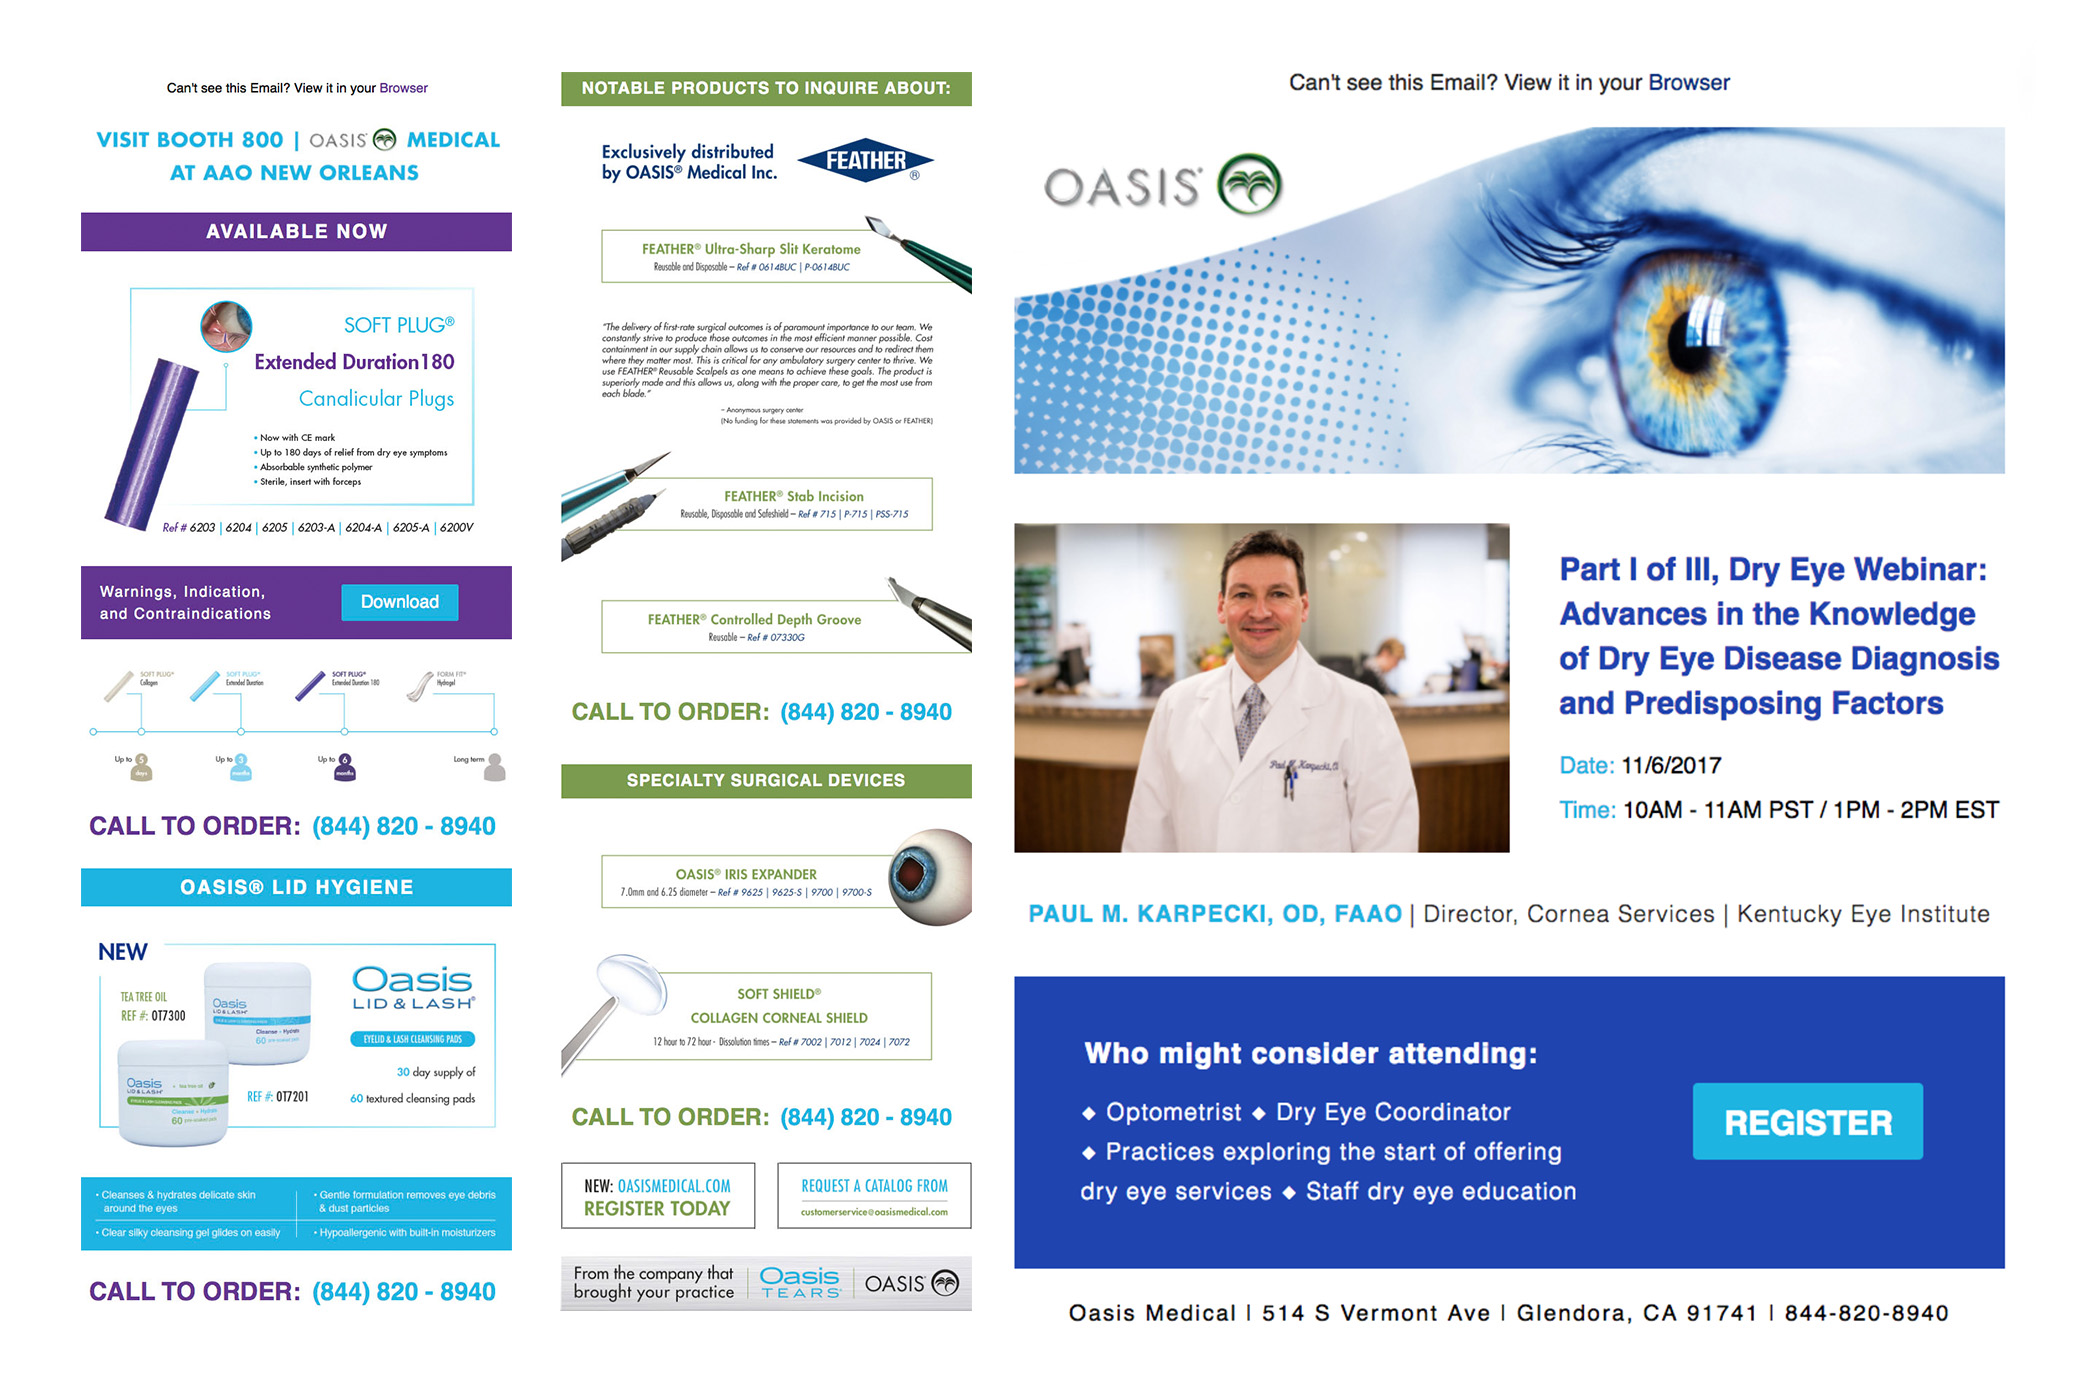 Can't see this Email? View it in your Browser
VISIT BOOTH 800 | OASIS® MEDICAL
AT AAO NEW ORLEANS
AVAILABLE NOW
SOFT PLUG®
Extended Duration180
Canalicular Plugs
• Now with CE mark
• Up to 180 days of relief from dry eye symptoms
• Absorbable synthetic polymer
• Sterile, insert with forceps
Ref # 6203 | 6204 | 6205 | 6203-A | 6204-A | 6205-A | 6200V
Warnings, Indication,
and Contraindications
Download
SOFT PLUG®
Collagen
SOFT PLUG®
Extended Duration
SOFT PLUG®
Extended Duration 180
FORM FIT®
Hydrogel
Up to 5 days
Up to 3 months
Up to 6 months
Long term
CALL TO ORDER: (844) 820 - 8940
OASIS® LID HYGIENE
NEW
TEA TREE OIL
REF #: OT7300
Oasis
LID & LASH®
Cleanse + Hydrate
60
Oasis
LID & LASH®
+ tea tree oil
Cleanse + Hydrate
60
REF #: OT7201
Oasis
LID & LASH®
EYELID & LASH CLEANSING PADS
30 day supply of
60 textured cleansing pads
• Cleanses & hydrates delicate skin
around the eyes
• Clear silky cleansing gel glides on easily
• Gentle formulation removes eye debris
& dust particles
• Hypoallergenic with built-in moisturizers
CALL TO ORDER: (844) 820 - 8940
NOTABLE PRODUCTS TO INQUIRE ABOUT:
Exclusively distributed
by OASIS® Medical Inc.
FEATHER®
FEATHER® Ultra-Sharp Slit Keratome
Reusable and Disposable – Ref # 0614BUC | P-0614BUC
"The delivery of first-rate surgical outcomes is of paramount importance to our team. We
constantly strive to produce those outcomes in the most efficient manner possible. Cost
containment in our supply chain allows us to conserve our resources and to redirect them
where they matter most. This is critical for any ambulatory surgery center to thrive. We
use FEATHER® Reusable Scalpels as one means to achieve these goals. The product is
superiorly made and this allows us, along with the proper care, to get the most use from
each blade."
– Anonymous surgery center
(No funding for these statements was provided by OASIS or FEATHER)
FEATHER® Stab Incision
Reusable, Disposable and Safeshield – Ref # 715 | P-715 | PSS-715
FEATHER® Controlled Depth Groove
Reusable – Ref # 07330G
CALL TO ORDER: (844) 820 - 8940
SPECIALTY SURGICAL DEVICES
OASIS® IRIS EXPANDER
7.0mm and 6.25 diameter – Ref # 9625 | 9625-S | 9700 | 9700-S
SOFT SHIELD®
COLLAGEN CORNEAL SHIELD
12 hour to 72 hour - Dissolution times – Ref # 7002 | 7012 | 7024 | 7072
CALL TO ORDER: (844) 820 - 8940
NEW: OASISMEDICAL.COM
REGISTER TODAY
REQUEST A CATALOG FROM
customerservice@oasismedical.com
From the company that
brought your practice
Oasis
TEARS®
OASIS®
Can't see this Email? View it in your Browser
OASIS®
Paul M. Karpecki, OD
Part I of III, Dry Eye Webinar:
Advances in the Knowledge
of Dry Eye Disease Diagnosis
and Predisposing Factors
Date: 11/6/2017
Time: 10AM - 11AM PST / 1PM - 2PM EST
PAUL M. KARPECKI, OD, FAAO | Director, Cornea Services | Kentucky Eye Institute
Who might consider attending:
◆ Optometrist ◆ Dry Eye Coordinator
◆ Practices exploring the start of offering
dry eye services ◆ Staff dry eye education
REGISTER
Oasis Medical | 514 S Vermont Ave | Glendora, CA 91741 | 844-820-8940